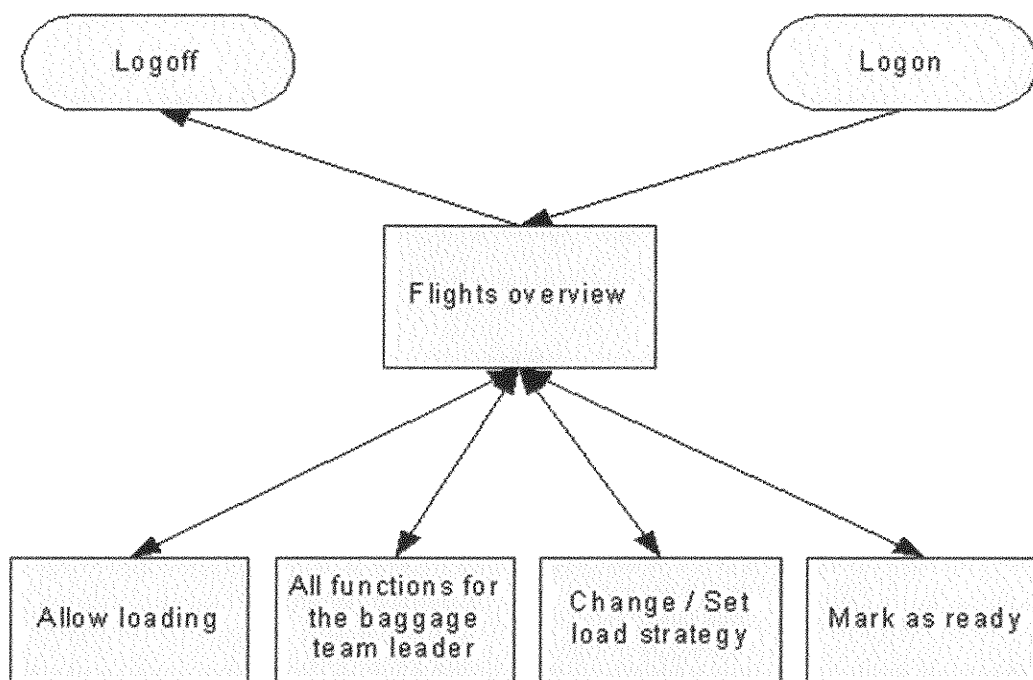 Logoff
Logon
Flights overview
Allow loading
All functions for
the baggage
team leader
Change / Set
load strategy
Mark as ready